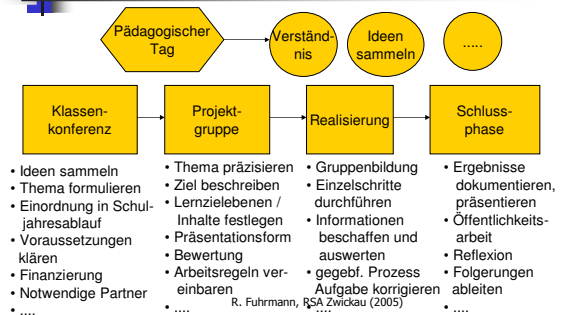 Pädagogischer
Tag
Verständ-
nis
Ideen
sammeln
.....
Klassen-
konferenz
Projekt-
gruppe
Realisierung
Schluss-
phase
• Ideen sammeln
• Thema formulieren
• Einordnung in Schul-
jahresablauf
• Voraussetzungen
klären
• Finanzierung
• Notwendige Partner
• ....
• Thema präzisieren
• Ziel beschreiben
• Lernzielebenen /
Inhalte festlegen
• Präsentationsform
• Bewertung
• Arbeitsregeln ver-
einbaren
• ....
• Gruppenbildung
• Einzelschritte
durchführen
• Informationen
beschaffen und
auswerten
• gegebf. Prozess
Aufgabe korrigieren
• ....
• Ergebnisse
dokumentieren,
präsentieren
• Öffentlichkeits-
arbeit
• Reflexion
• Folgerungen
ableiten
• ....
R. Fuhrmann, RSA Zwickau (2005)